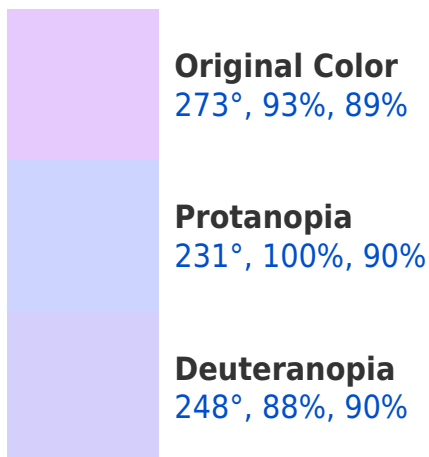 Original Color
273°, 93%, 89%
Protanopia
231°, 100%, 90%
Deuteranopia
248°, 88%, 90%